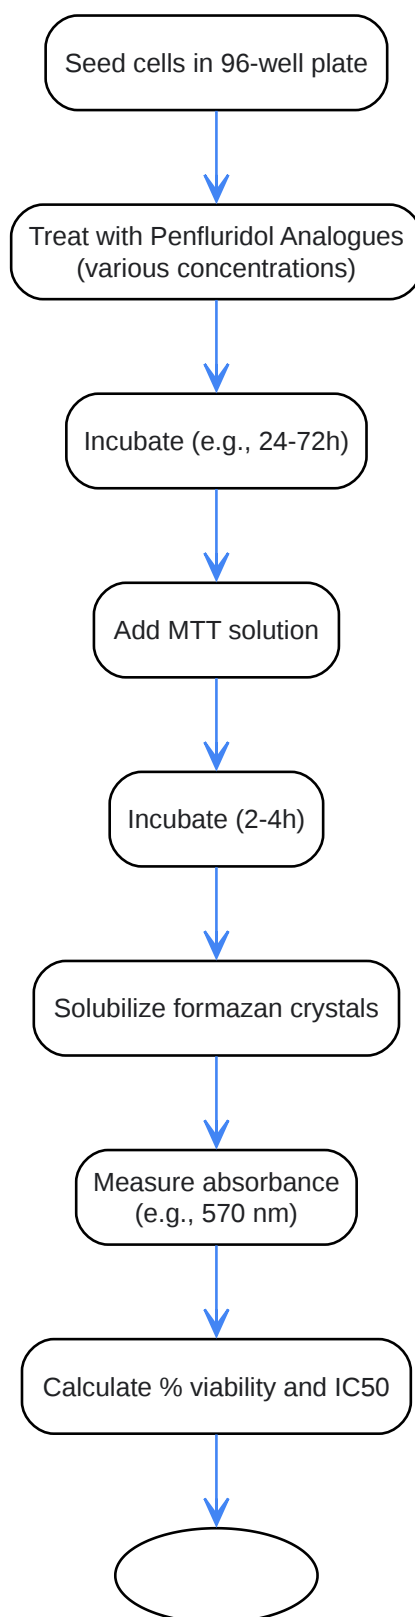 Seed cells in 96-well plate
Treat with Penfluridol Analogues
(various concentrations)
Incubate (e.g., 24-72h)
Add MTT solution
Incubate (2-4h)
Solubilize formazan crystals
Measure absorbance
(e.g., 570 nm)
Calculate % viability and IC50